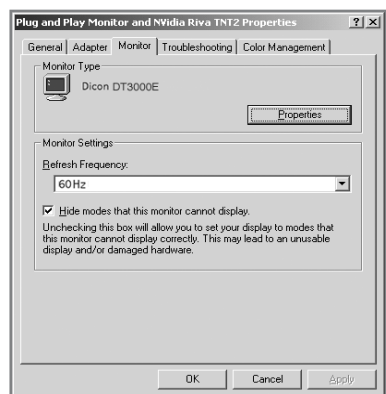 Plug and Play Monitor and NVidia Riva TNT2 Properties
General Adapter Monitor Troubleshooting Color Management
Monitor Type
Dicon DT3000E
Properties
Monitor Settings
Refresh Frequency:
60Hz
Hide modes that this monitor cannot display.
Unchecking this box will allow you to set your display to modes that
this monitor cannot display correctly. This may lead to an unusable
display and/or damaged hardware.
OK Cancel Apply